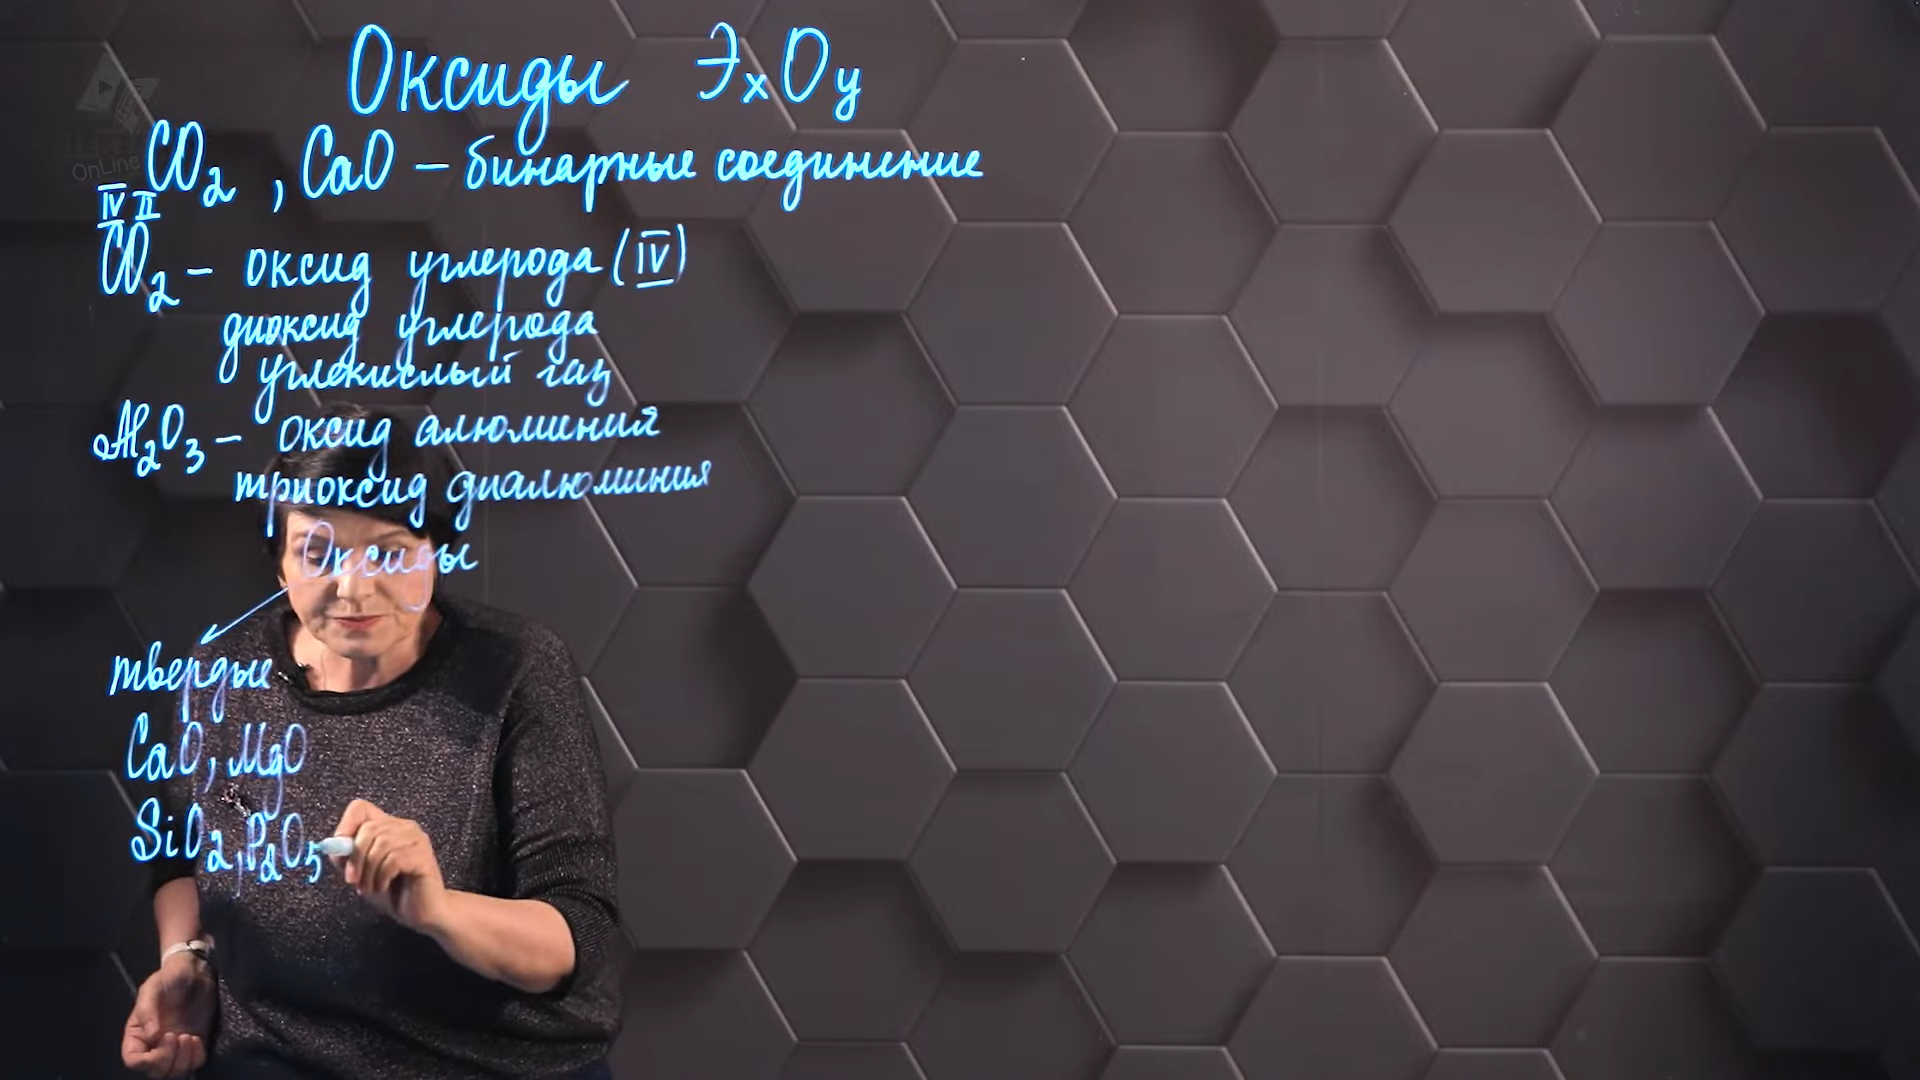 Оксиды ЭxOy
OnLine
CO2, CaO – бинарные соединение
IV II
CO2 – оксид углерода (IV)
диоксид углерода
углекислый газ
Al2O3 – оксид алюминия
триоксид диалюминия
Оксиды
твердые
CaO, MgO
SiO2, P2O5